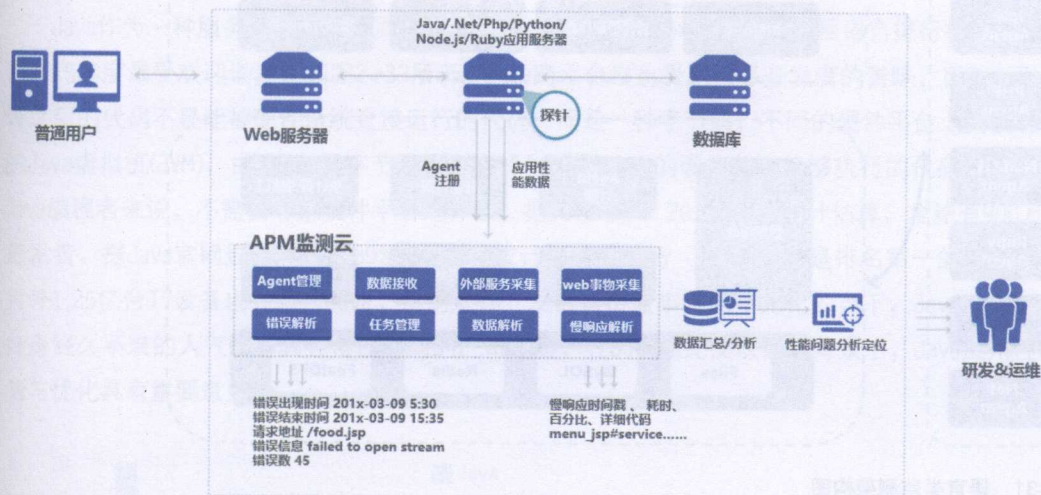 Java/.Net/Php/Python/
Node.js/Ruby应用服务器
普通用户
Web服务器
探针
数据库
Agent
注册
应用性
能数据
APM监测云
Agent管理
数据接收
外部服务采集
web事物采集
错误解析
任务管理
数据解析
慢响应解析
数据汇总/分析
性能问题分析定位
研发&运维
错误出现时间 201x-03-09 5:30
错误结束时间 201x-03-09 15:35
请求地址 /food.jsp
错误信息 failed to open stream
错误数 45
慢响应时间戳 、 耗时、
百分比、详细代码
menu_jsp#service.....